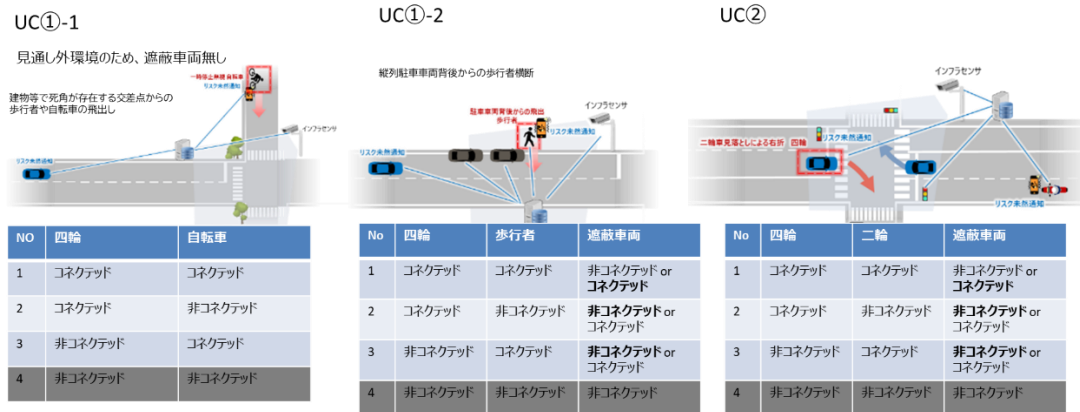 UC①-1
見通し外環境のため、遮蔽車両無し
建物等で死角が存在する交差点からの
歩行者や自転車の飛出し
一時停止無視 自転車
リスク未然通知
インフラセンサ
リスク未然通知
NO 四輪 自転車
1 コネクテッド コネクテッド
2 コネクテッド 非コネクテッド
3 非コネクテッド コネクテッド
4 非コネクテッド 非コネクテッド
UC①-2
縦列駐車車両背後からの歩行者横断
インフラセンサ
駐車車両背後からの飛出
歩行者
リスク未然通知
リスク未然通知
No 四輪 歩行者 遮蔽車両
1 コネクテッド コネクテッド 非コネクテッド or
コネクテッド
2 コネクテッド 非コネクテッド 非コネクテッド or
コネクテッド
3 非コネクテッド コネクテッド 非コネクテッド or
コネクテッド
4 非コネクテッド 非コネクテッド 非コネクテッド
UC②
インフラセンサ
二輪車見落としによる右折 四輪
リスク未然通知
リスク未然通知
No 四輪 二輪 遮蔽車両
1 コネクテッド コネクテッド 非コネクテッド or
コネクテッド
2 コネクテッド 非コネクテッド 非コネクテッド or
コネクテッド
3 非コネクテッド コネクテッド 非コネクテッド or
コネクテッド
4 非コネクテッド 非コネクテッド 非コネクテッド